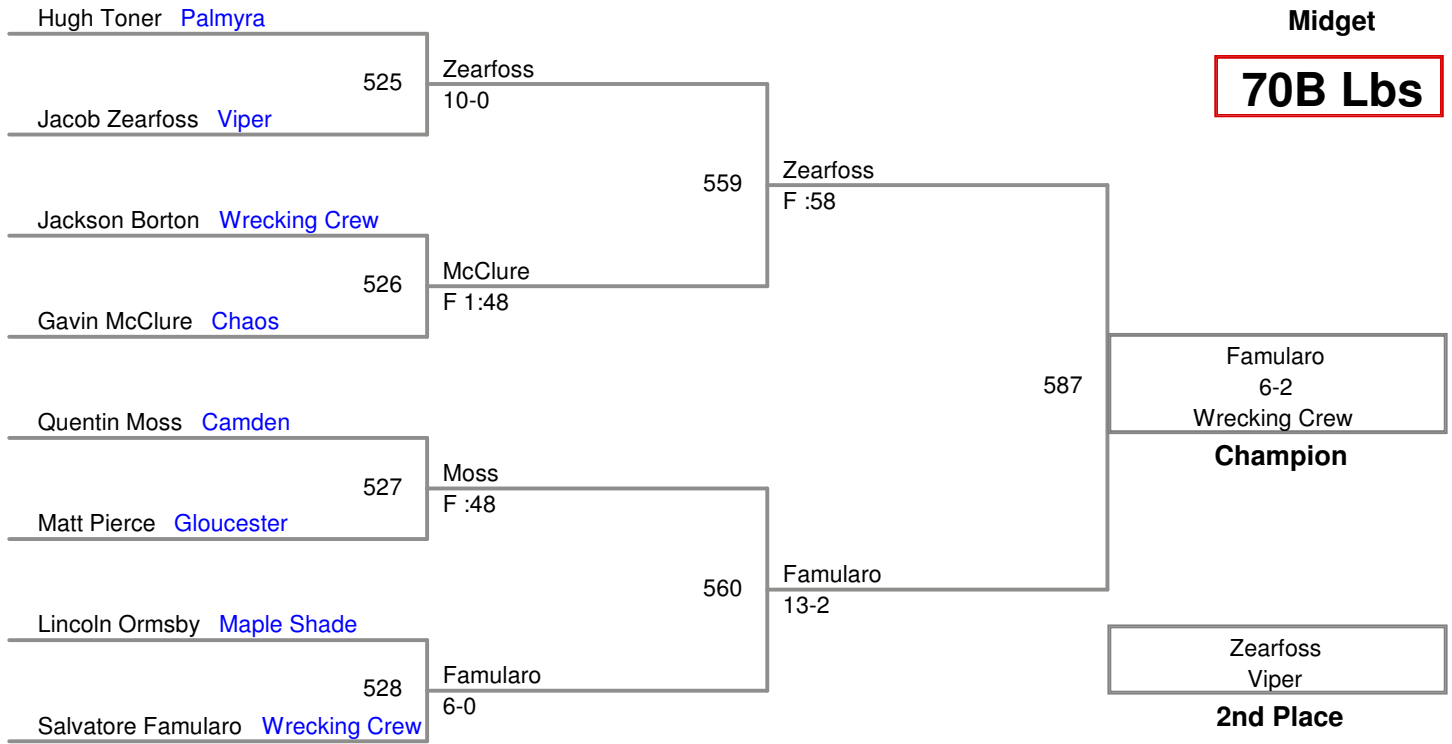 Hugh Toner Palmyra
Midget
70B Lbs
525
Zearfoss
10-0
Jacob Zearfoss Viper
559
Zearfoss
F :58
Jackson Borton Wrecking Crew
526
McClure
F 1:48
Gavin McClure Chaos
587
Famularo
6-2
Wrecking Crew
Champion
Quentin Moss Camden
527
Moss
F :48
Matt Pierce Gloucester
560
Famularo
13-2
Lincoln Ormsby Maple Shade
528
Famularo
6-0
Salvatore Famularo Wrecking Crew
Zearfoss
Viper
2nd Place